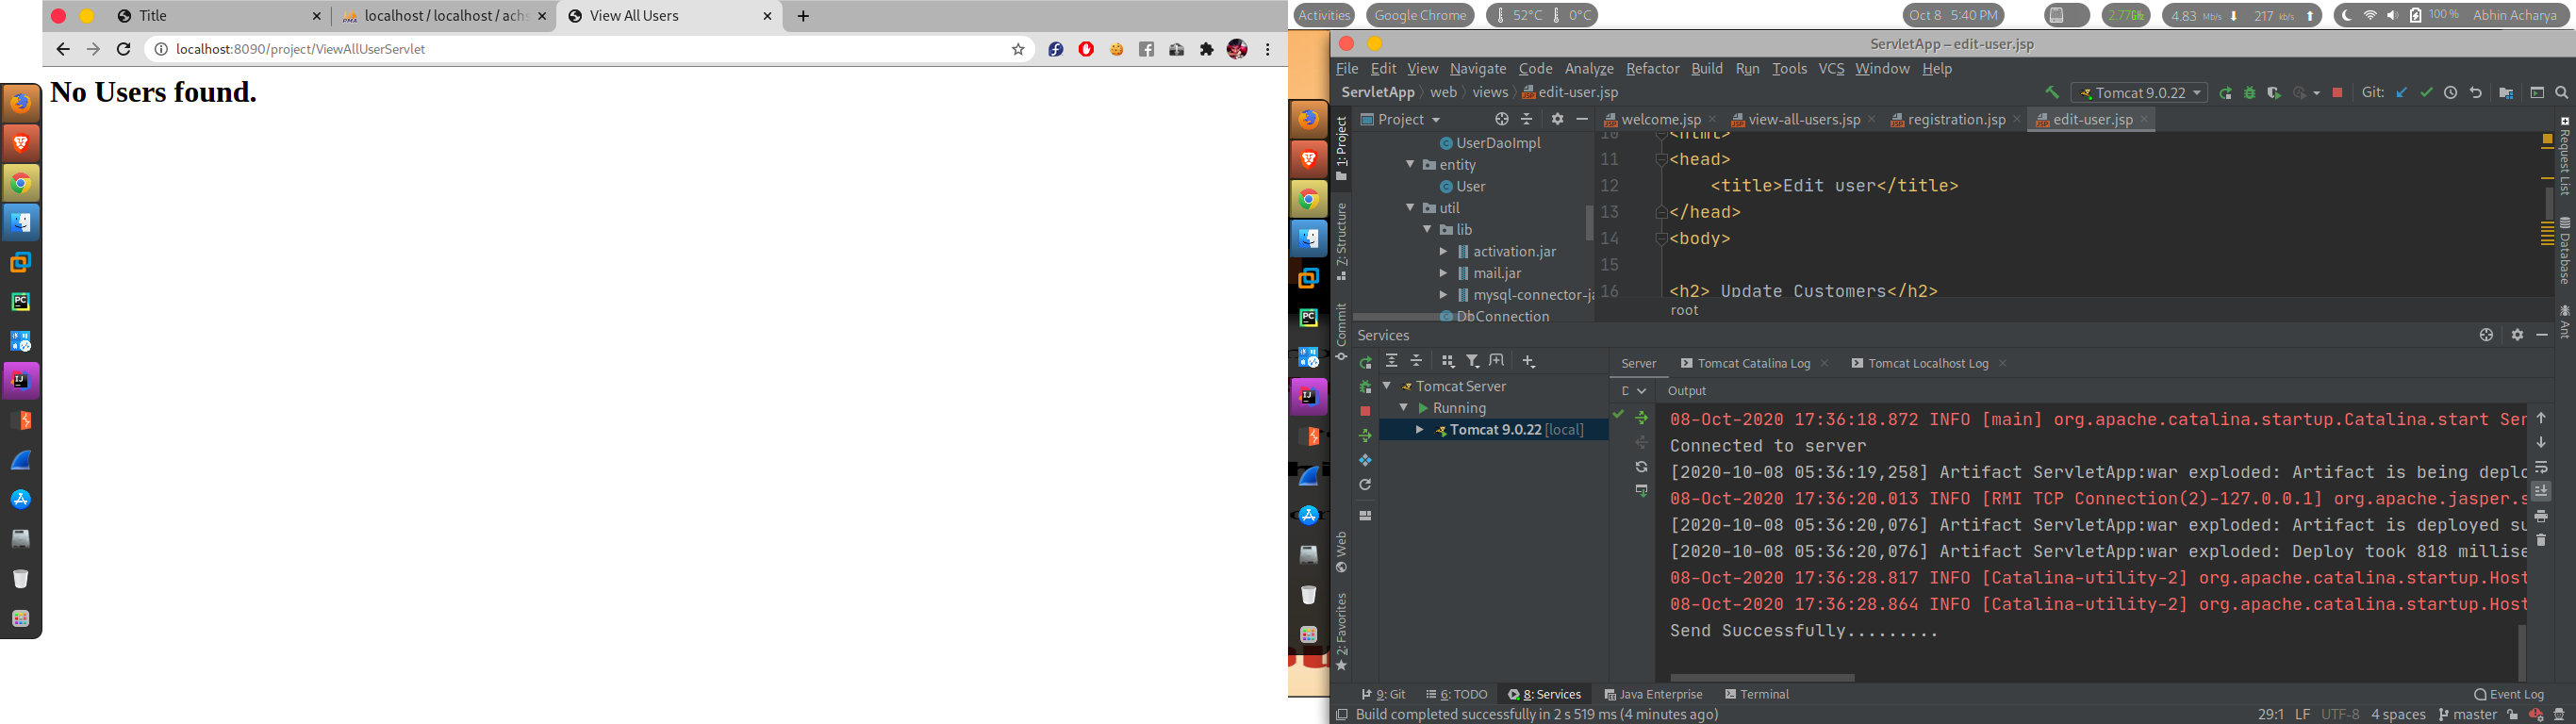 Title
localhost / localhost / ach
View All Users
localhost:8090/project/ViewAllUserServlet
No Users found.
Activities
Google Chrome
52°C
0°C
Oct 8 5:40 PM
2.77GHz
4.83 Mb/s
217 kb/s
100 %
Abhin Acharya
ServletApp – edit-user.jsp
File Edit View Navigate Code Analyze Refactor Build Run Tools VCS Window Help
ServletApp 〉 web 〉 views 〉 edit-user.jsp
Tomcat 9.0.22
Git:
Project
welcome.jsp
view-all-users.jsp
registration.jsp
edit-user.jsp
UserDaoImpl
entity
User
util
lib
activation.jar
mail.jar
mysql-connector-ja
DbConnection
10 <html>
11 <head>
12 <title>Edit user</title>
13 </head>
14 <body>
15
16 <h2> Update Customers</h2>
root
1: Project
7: Structure
Commit
Web
2: Favorites
Request List
Database
Ant
Services
Server
Tomcat Catalina Log
Tomcat Localhost Log
Output
Tomcat Server
Running
Tomcat 9.0.22 [local]
08-Oct-2020 17:36:18.872 INFO [main] org.apache.catalina.startup.Catalina.start Ser
Connected to server
[2020-10-08 05:36:19,258] Artifact ServletApp:war exploded: Artifact is being deplo
08-Oct-2020 17:36:20.013 INFO [RMI TCP Connection(2)-127.0.0.1] org.apache.jasper.s
[2020-10-08 05:36:20,076] Artifact ServletApp:war exploded: Artifact is deployed su
[2020-10-08 05:36:20,076] Artifact ServletApp:war exploded: Deploy took 818 millise
08-Oct-2020 17:36:28.817 INFO [Catalina-utility-2] org.apache.catalina.startup.Host
08-Oct-2020 17:36:28.864 INFO [Catalina-utility-2] org.apache.catalina.startup.Host
Send Successfully.........
9: Git
6: TODO
8: Services
Java Enterprise
Terminal
Event Log
Build completed successfully in 2 s 519 ms (4 minutes ago)
29:1 LF UTF-8 4 spaces master